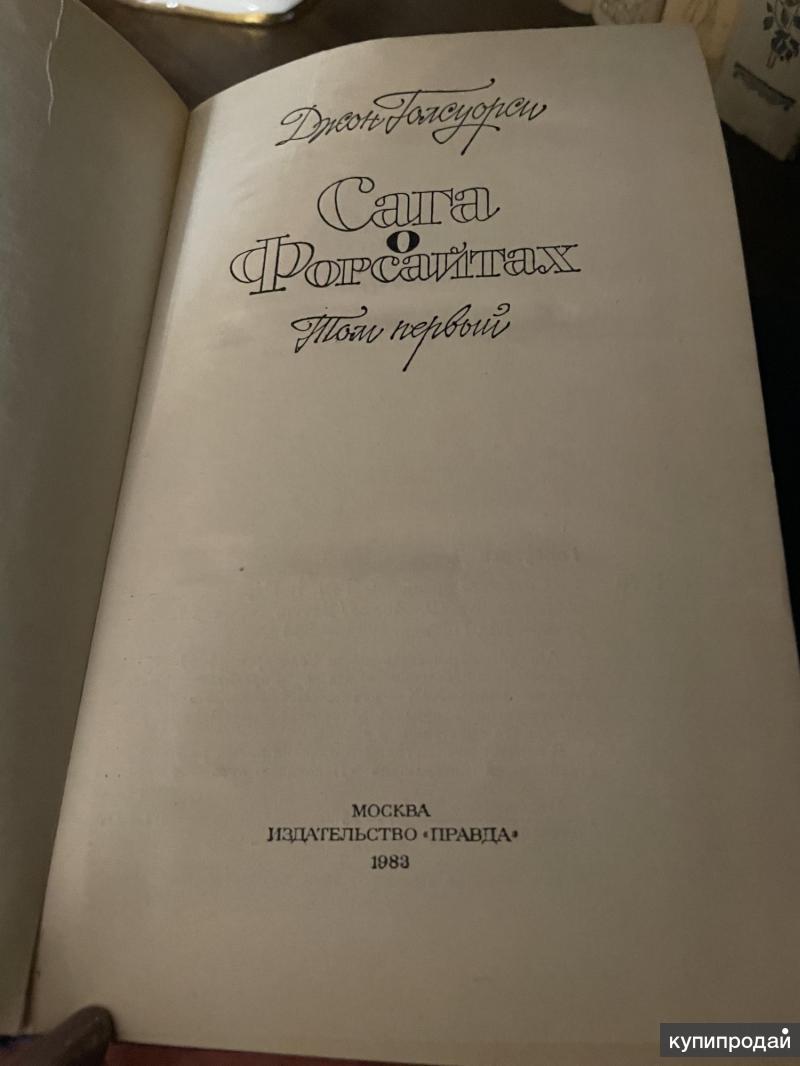 Джон Голсуорси
Сага
о
Форсайтах
Том первый
МОСКВА
ИЗДАТЕЛЬСТВО «ПРАВДА»
1983
купипродай